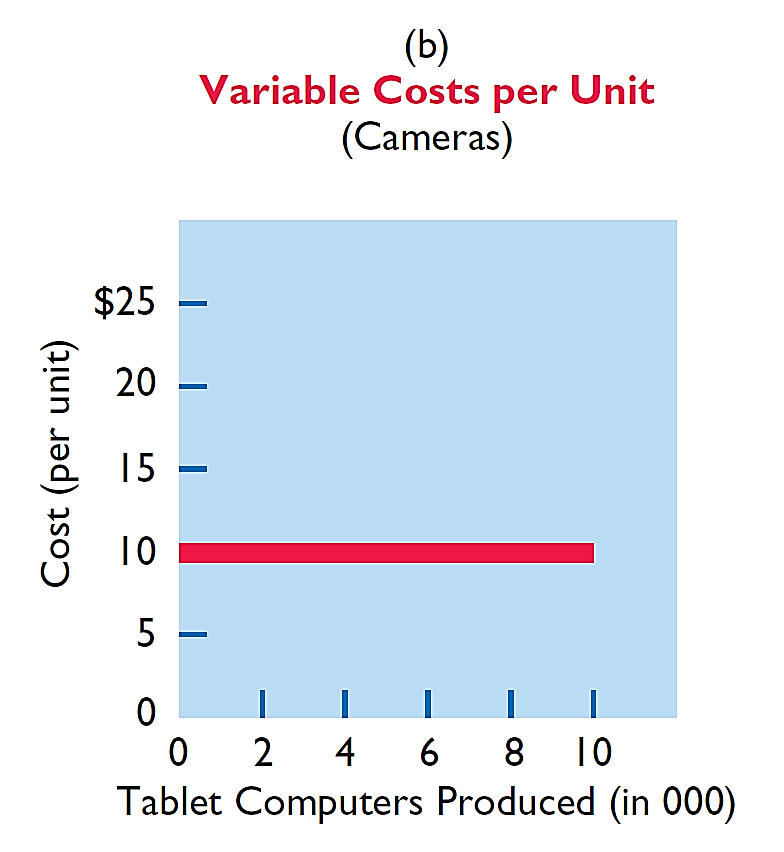 (b)
Variable Costs per Unit
(Cameras)
$25
20
15
10
5
0
Cost (per unit)
0 2 4 6 8 10
Tablet Computers Produced (in 000)